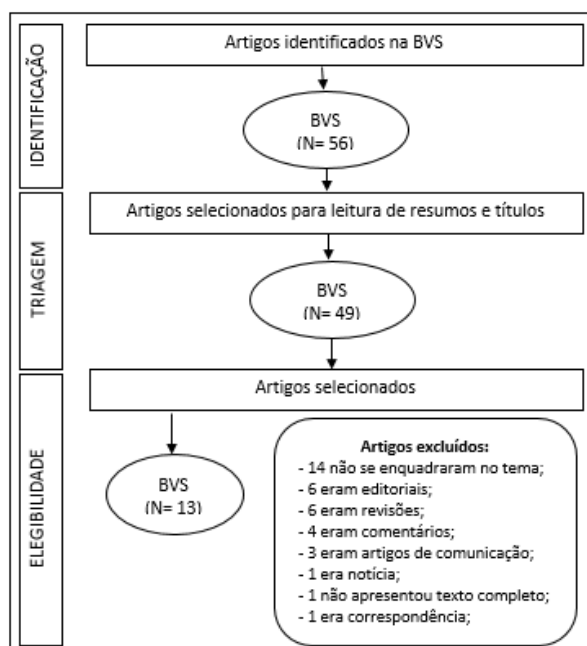 IDENTIFICAÇÃO
Artigos identificados na BVS
BVS
(N= 56)
TRIAGEM
Artigos selecionados para leitura de resumos e títulos
BVS
(N= 49)
ELEGIBILIDADE
Artigos selecionados
BVS
(N= 13)
Artigos excluídos:
- 14 não se enquadraram no tema;
- 6 eram editoriais;
- 6 eram revisões;
- 4 eram comentários;
- 3 eram artigos de comunicação;
- 1 era notícia;
- 1 não apresentou texto completo;
- 1 era correspondência;